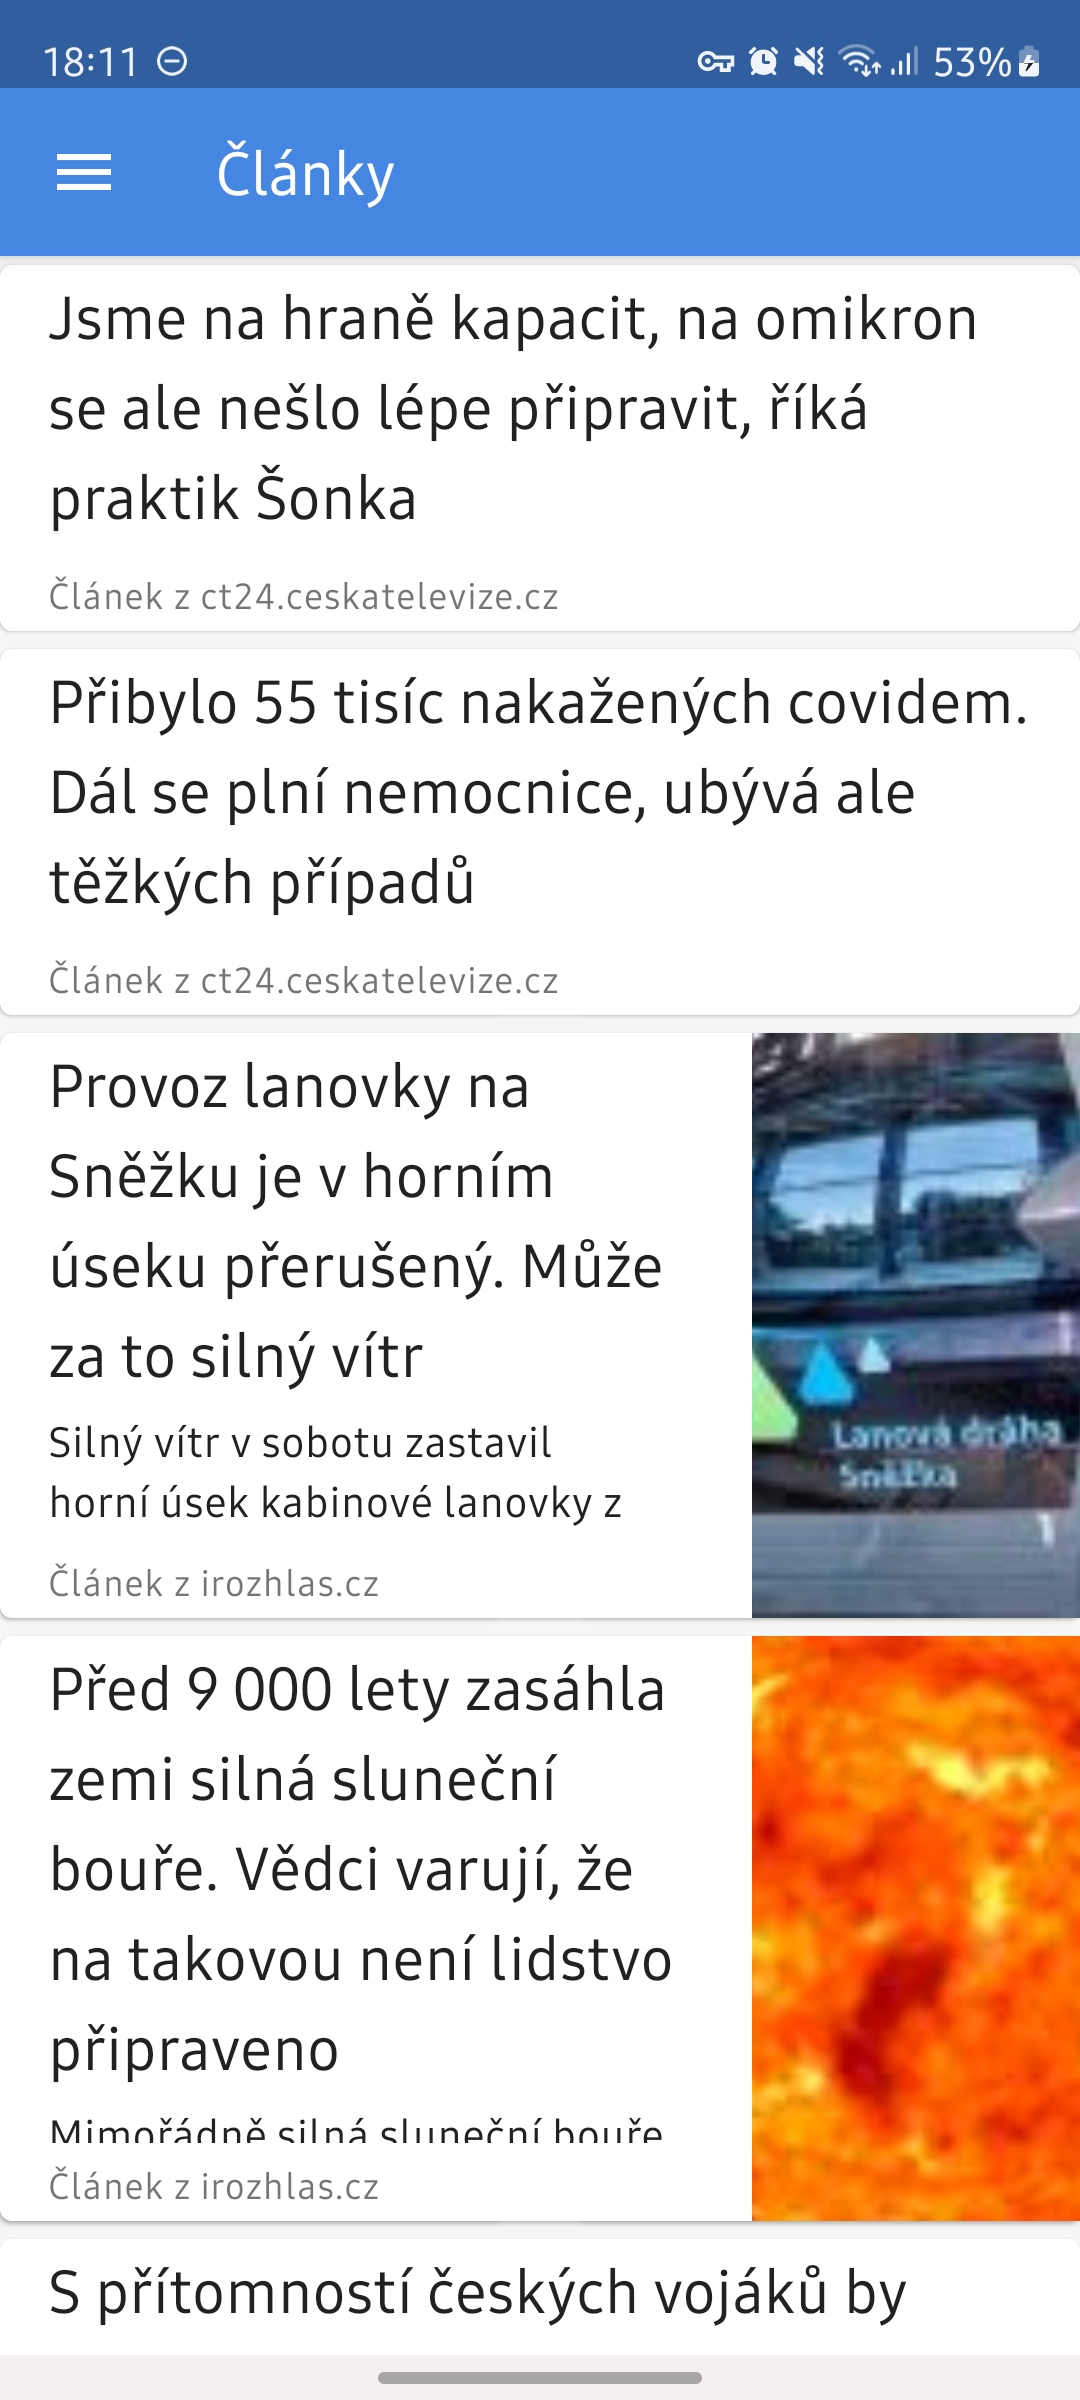 18:11
53%
Články
Jsme na hraně kapacit, na omikron
se ale nešlo lépe připravit, říká
praktik Šonka
Článek z ct24.ceskatelevize.cz
Přibylo 55 tisíc nakažených covidem.
Dál se plní nemocnice, ubývá ale
těžkých případů
Článek z ct24.ceskatelevize.cz
Provoz lanovky na
Sněžku je v horním
úseku přerušený. Může
za to silný vítr
Silný vítr v sobotu zastavil
horní úsek kabinové lanovky z
Článek z irozhlas.cz
Lanová dráha
Sněžka
Před 9 000 lety zasáhla
zemi silná sluneční
bouře. Vědci varují, že
na takovou není lidstvo
připraveno
Mimořádně silná sluneční bouře
Článek z irozhlas.cz
S přítomností českých vojáků by